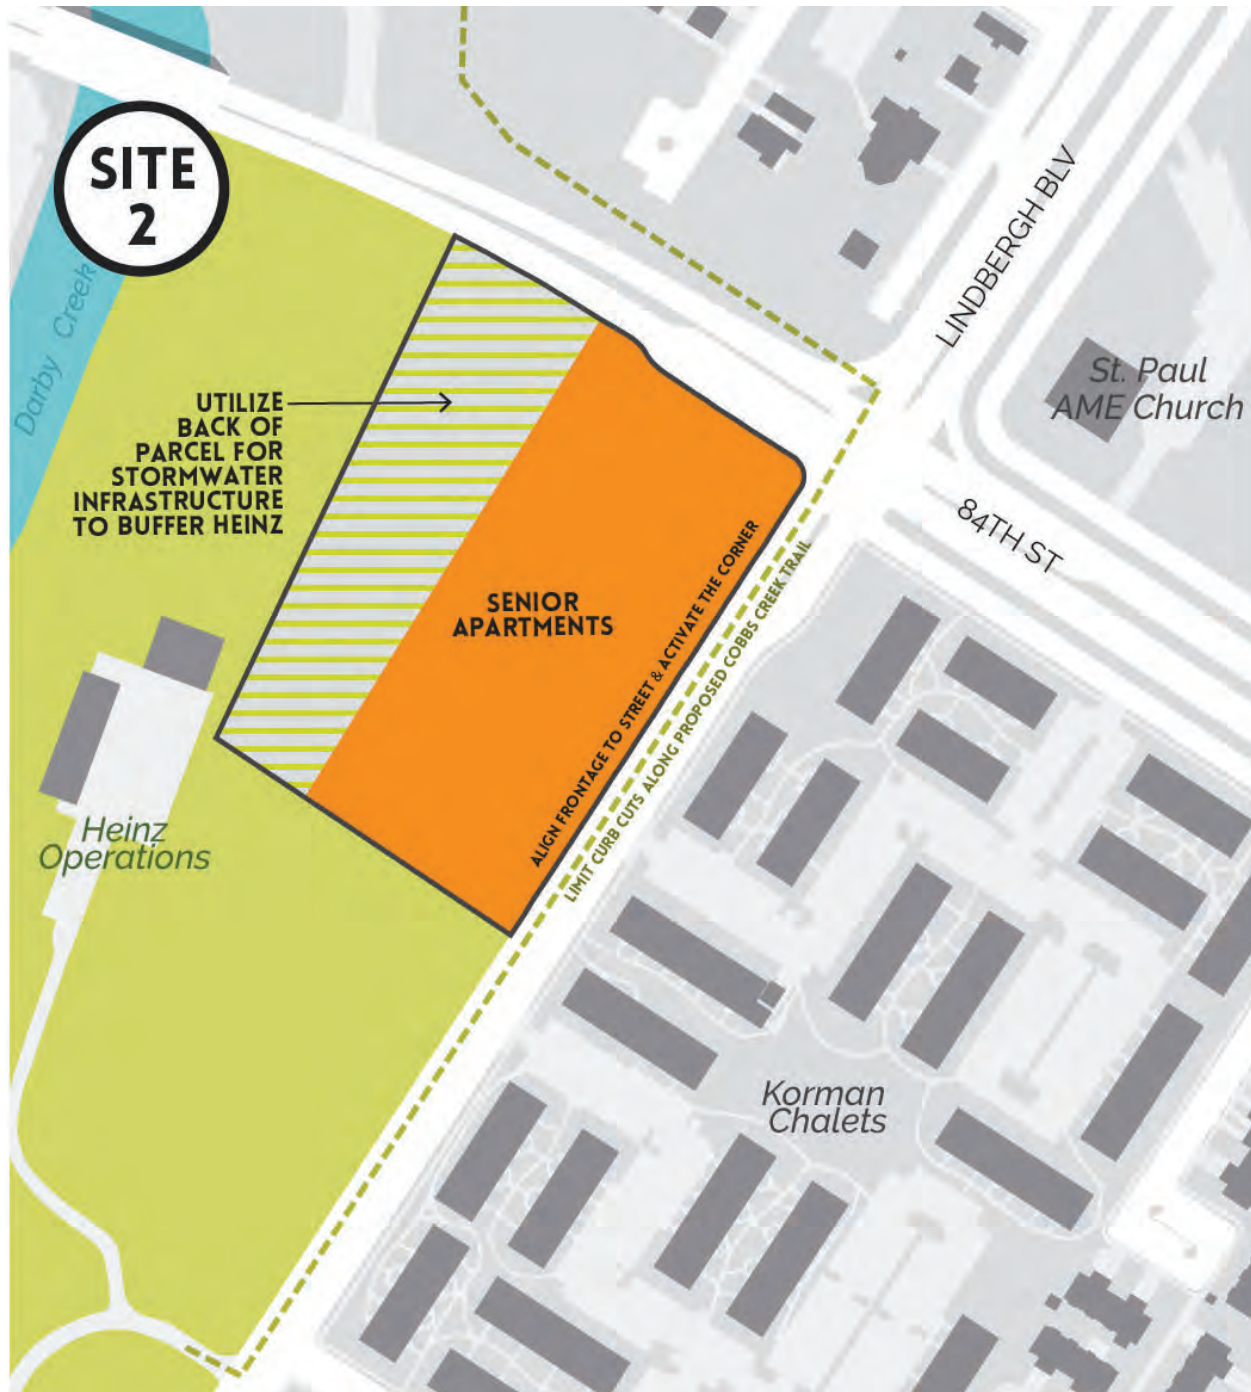 SITE
2
Darby Creek
UTILIZE
BACK OF
PARCEL FOR
STORMWATER
INFRASTRUCTURE
TO BUFFER HEINZ
LINDBERGH BLV
St. Paul
AME Church
84TH ST
SENIOR
APARTMENTS
ALIGN FRONTAGE TO STREET & ACTIVATE THE CORNER
LIMIT CURB CUTS ALONG PROPOSED COBBS CREEK TRAIL
Heinz
Operations
Korman
Chalets